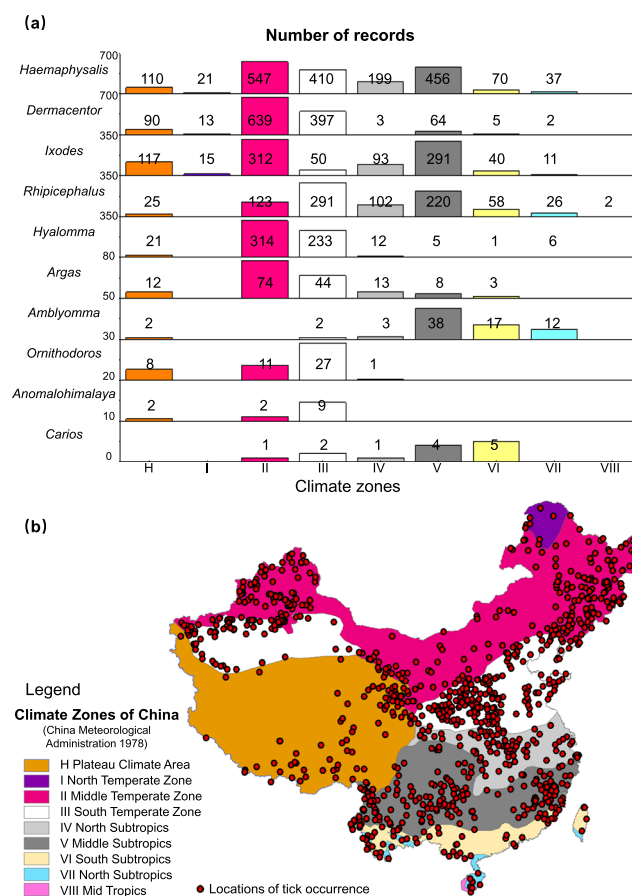 (a)
Number of records
700
Haemaphysalis 110 21 547 410 199 456 70 37
700
Dermacentor 90 13 639 397 3 64 5 2
350
Ixodes 117 15 312 50 93 291 40 11
350
Rhipicephalus 25 123 291 102 220 58 26 2
350
Hyalomma 21 314 233 12 5 1 6
80
Argas 12 74 44 13 8 3
50
Amblyomma 2 2 3 38 17 12
30
Ornithodoros 8 11 27 1
20
Anomalohimalaya 2 2 9
10
Carios 1 2 1 4 5
0
H I II III IV V VI VII VIII
Climate zones
(b)
Legend
Climate Zones of China
(China Meteorological
Administration 1978)
H Plateau Climate Area
I North Temperate Zone
II Middle Temperate Zone
III South Temperate Zone
IV North Subtropics
V Middle Subtropics
VI South Subtropics
VII North Subtropics
VIII Mid Tropics
Locations of tick occurrence